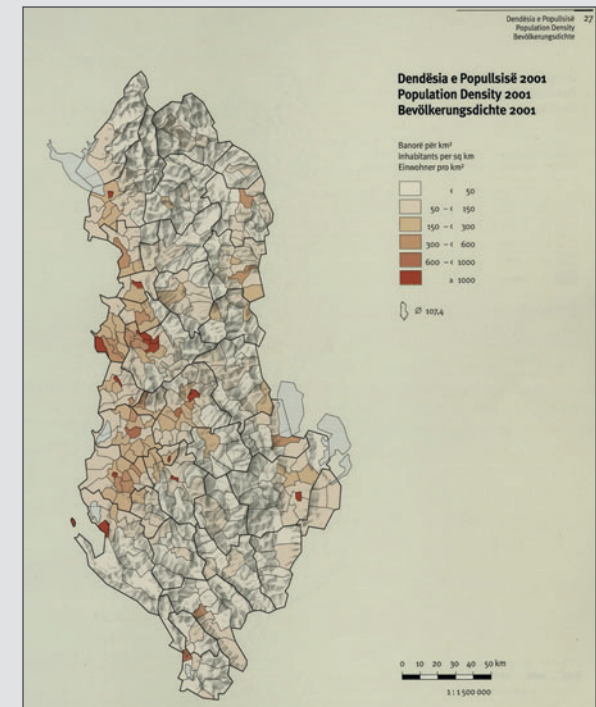 Dendësia e Popullsisë 27
Population Density
Bevölkerungsdichte
Dendësia e Popullsisë 2001
Population Density 2001
Bevölkerungsdichte 2001
Banorë për km²
Inhabitants per sq km
Einwohner pro km²
< 50
50 – < 150
150 – < 300
300 – < 600
600 – < 1000
≥ 1000
Ø 107,4
0 10 20 30 40 50 km
1 : 1 500 000